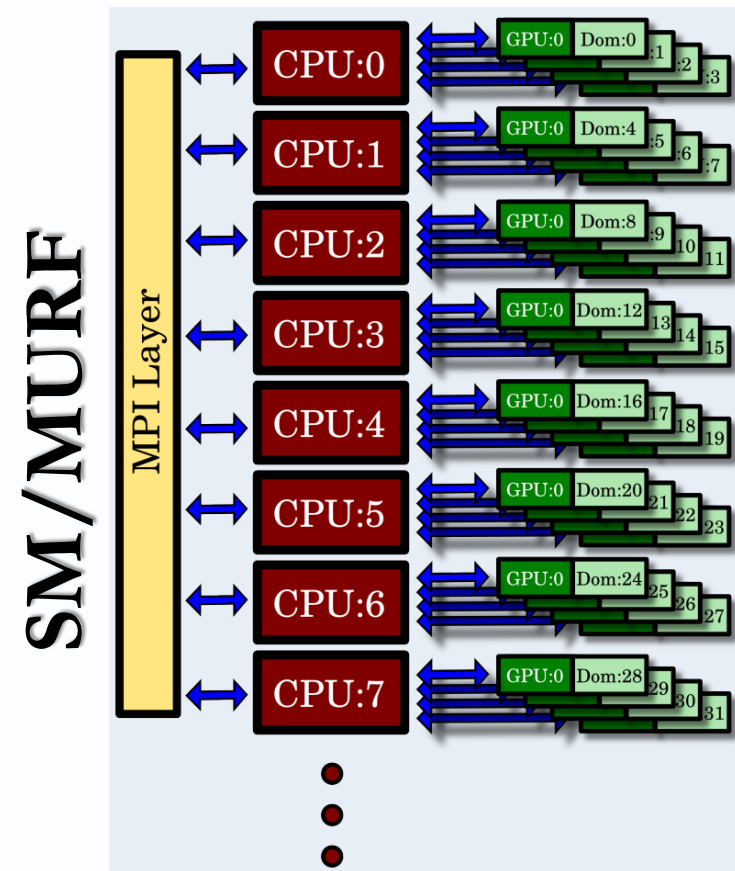 SM/MURF
MPI Layer
CPU:0
GPU:0 Dom:0
:1
:2
:3
CPU:1
GPU:0 Dom:4
:5
:6
:7
CPU:2
GPU:0 Dom:8
:9
10
11
CPU:3
GPU:0 Dom:12
13
14
15
CPU:4
GPU:0 Dom:16
17
18
19
CPU:5
GPU:0 Dom:20
21
22
23
CPU:6
GPU:0 Dom:24
25
26
27
CPU:7
GPU:0 Dom:28
29
30
31